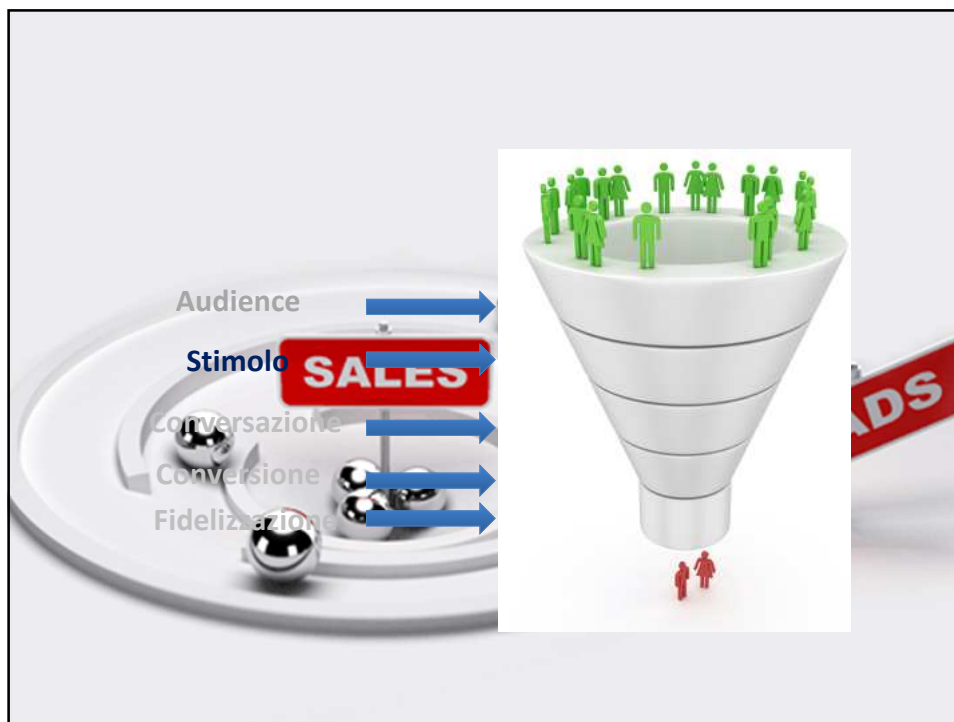 Audience
Stimolo
SALES
Conversazione
Conversione
Fidelizzazione
ADS